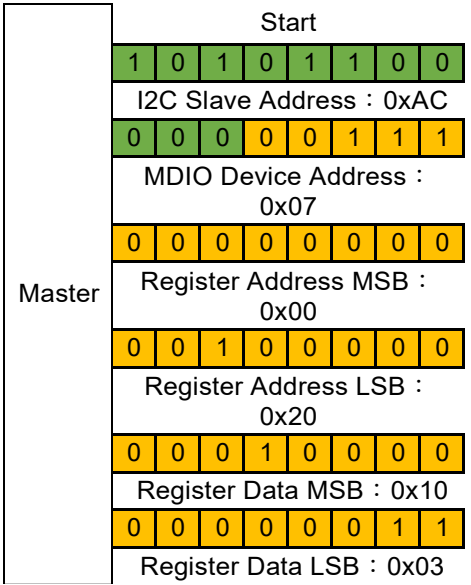 Start
1 0 1 0 1 1 0 0
I2C Slave Address：0xAC
0 0 0 0 0 1 1 1
MDIO Device Address：
0x07
0 0 0 0 0 0 0 0
Master
Register Address MSB：
0x00
0 0 1 0 0 0 0 0
Register Address LSB：
0x20
0 0 0 1 0 0 0 0
Register Data MSB：0x10
0 0 0 0 0 0 1 1
Register Data LSB：0x03